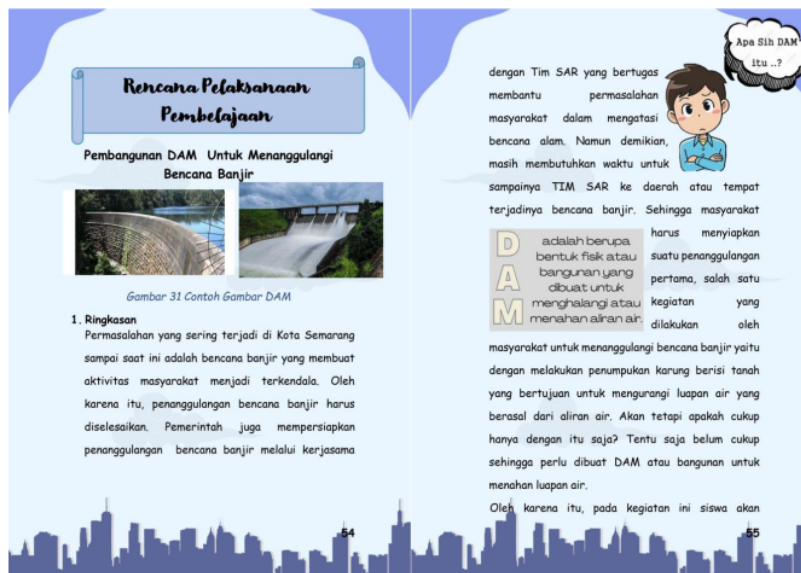 Rencana Pelaksanaan
Pembelajaan
Pembangunan DAM Untuk Menanggulangi
Bencana Banjir
Gambar 31 Contoh Gambar DAM
1. Ringkasan
Permasalahan yang sering terjadi di Kota Semarang
sampai saat ini adalah bencana banjir yang membuat
aktivitas masyarakat menjadi terkendala. Oleh
karena itu, penanggulangan bencana banjir harus
diselesaikan. Pemerintah juga mempersiapkan
penanggulangan bencana banjir melalui kerjasama
54
Apa Sih DAM
itu ..?
dengan Tim SAR yang bertugas
membantu permasalahan
masyarakat dalam mengatasi
bencana alam. Namun demikian,
masih membutuhkan waktu untuk
sampainya TIM SAR ke daerah atau tempat
terjadinya bencana banjir. Sehingga masyarakat
harus menyiapkan
suatu penanggulangan
pertama, salah satu
kegiatan yang
dilakukan oleh
DAM
adalah berupa
bentuk fisik atau
bangunan yang
dibuat untuk
menghalangi atau
menahan aliran air.
masyarakat untuk menanggulangi bencana banjir yaitu
dengan melakukan penumpukan karung berisi tanah
yang bertujuan untuk mengurangi luapan air yang
berasal dari aliran air. Akan tetapi apakah cukup
hanya dengan itu saja? Tentu saja belum cukup
sehingga perlu dibuat DAM atau bangunan untuk
menahan luapan air.
Oleh karena itu, pada kegiatan ini siswa akan
55